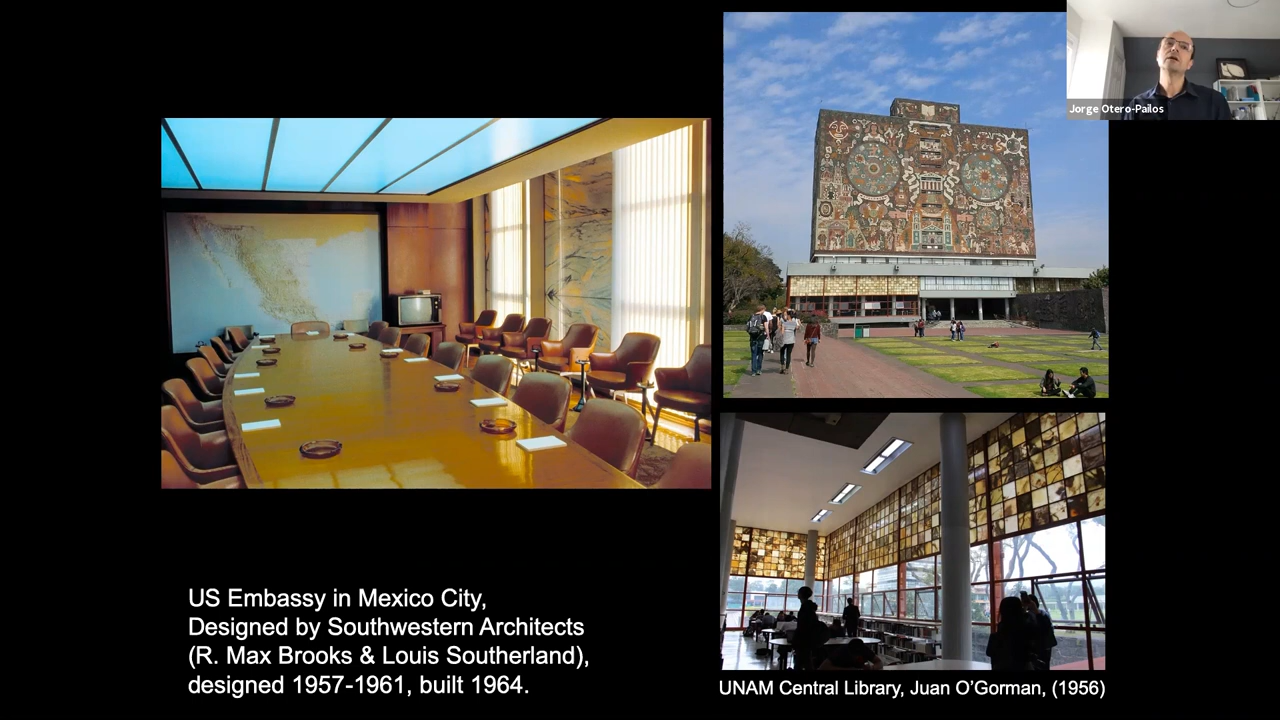 Jorge Otero-Pailos
US Embassy in Mexico City,
Designed by Southwestern Architects
(R. Max Brooks & Louis Southerland),
designed 1957-1961, built 1964.
UNAM Central Library, Juan O’Gorman, (1956)